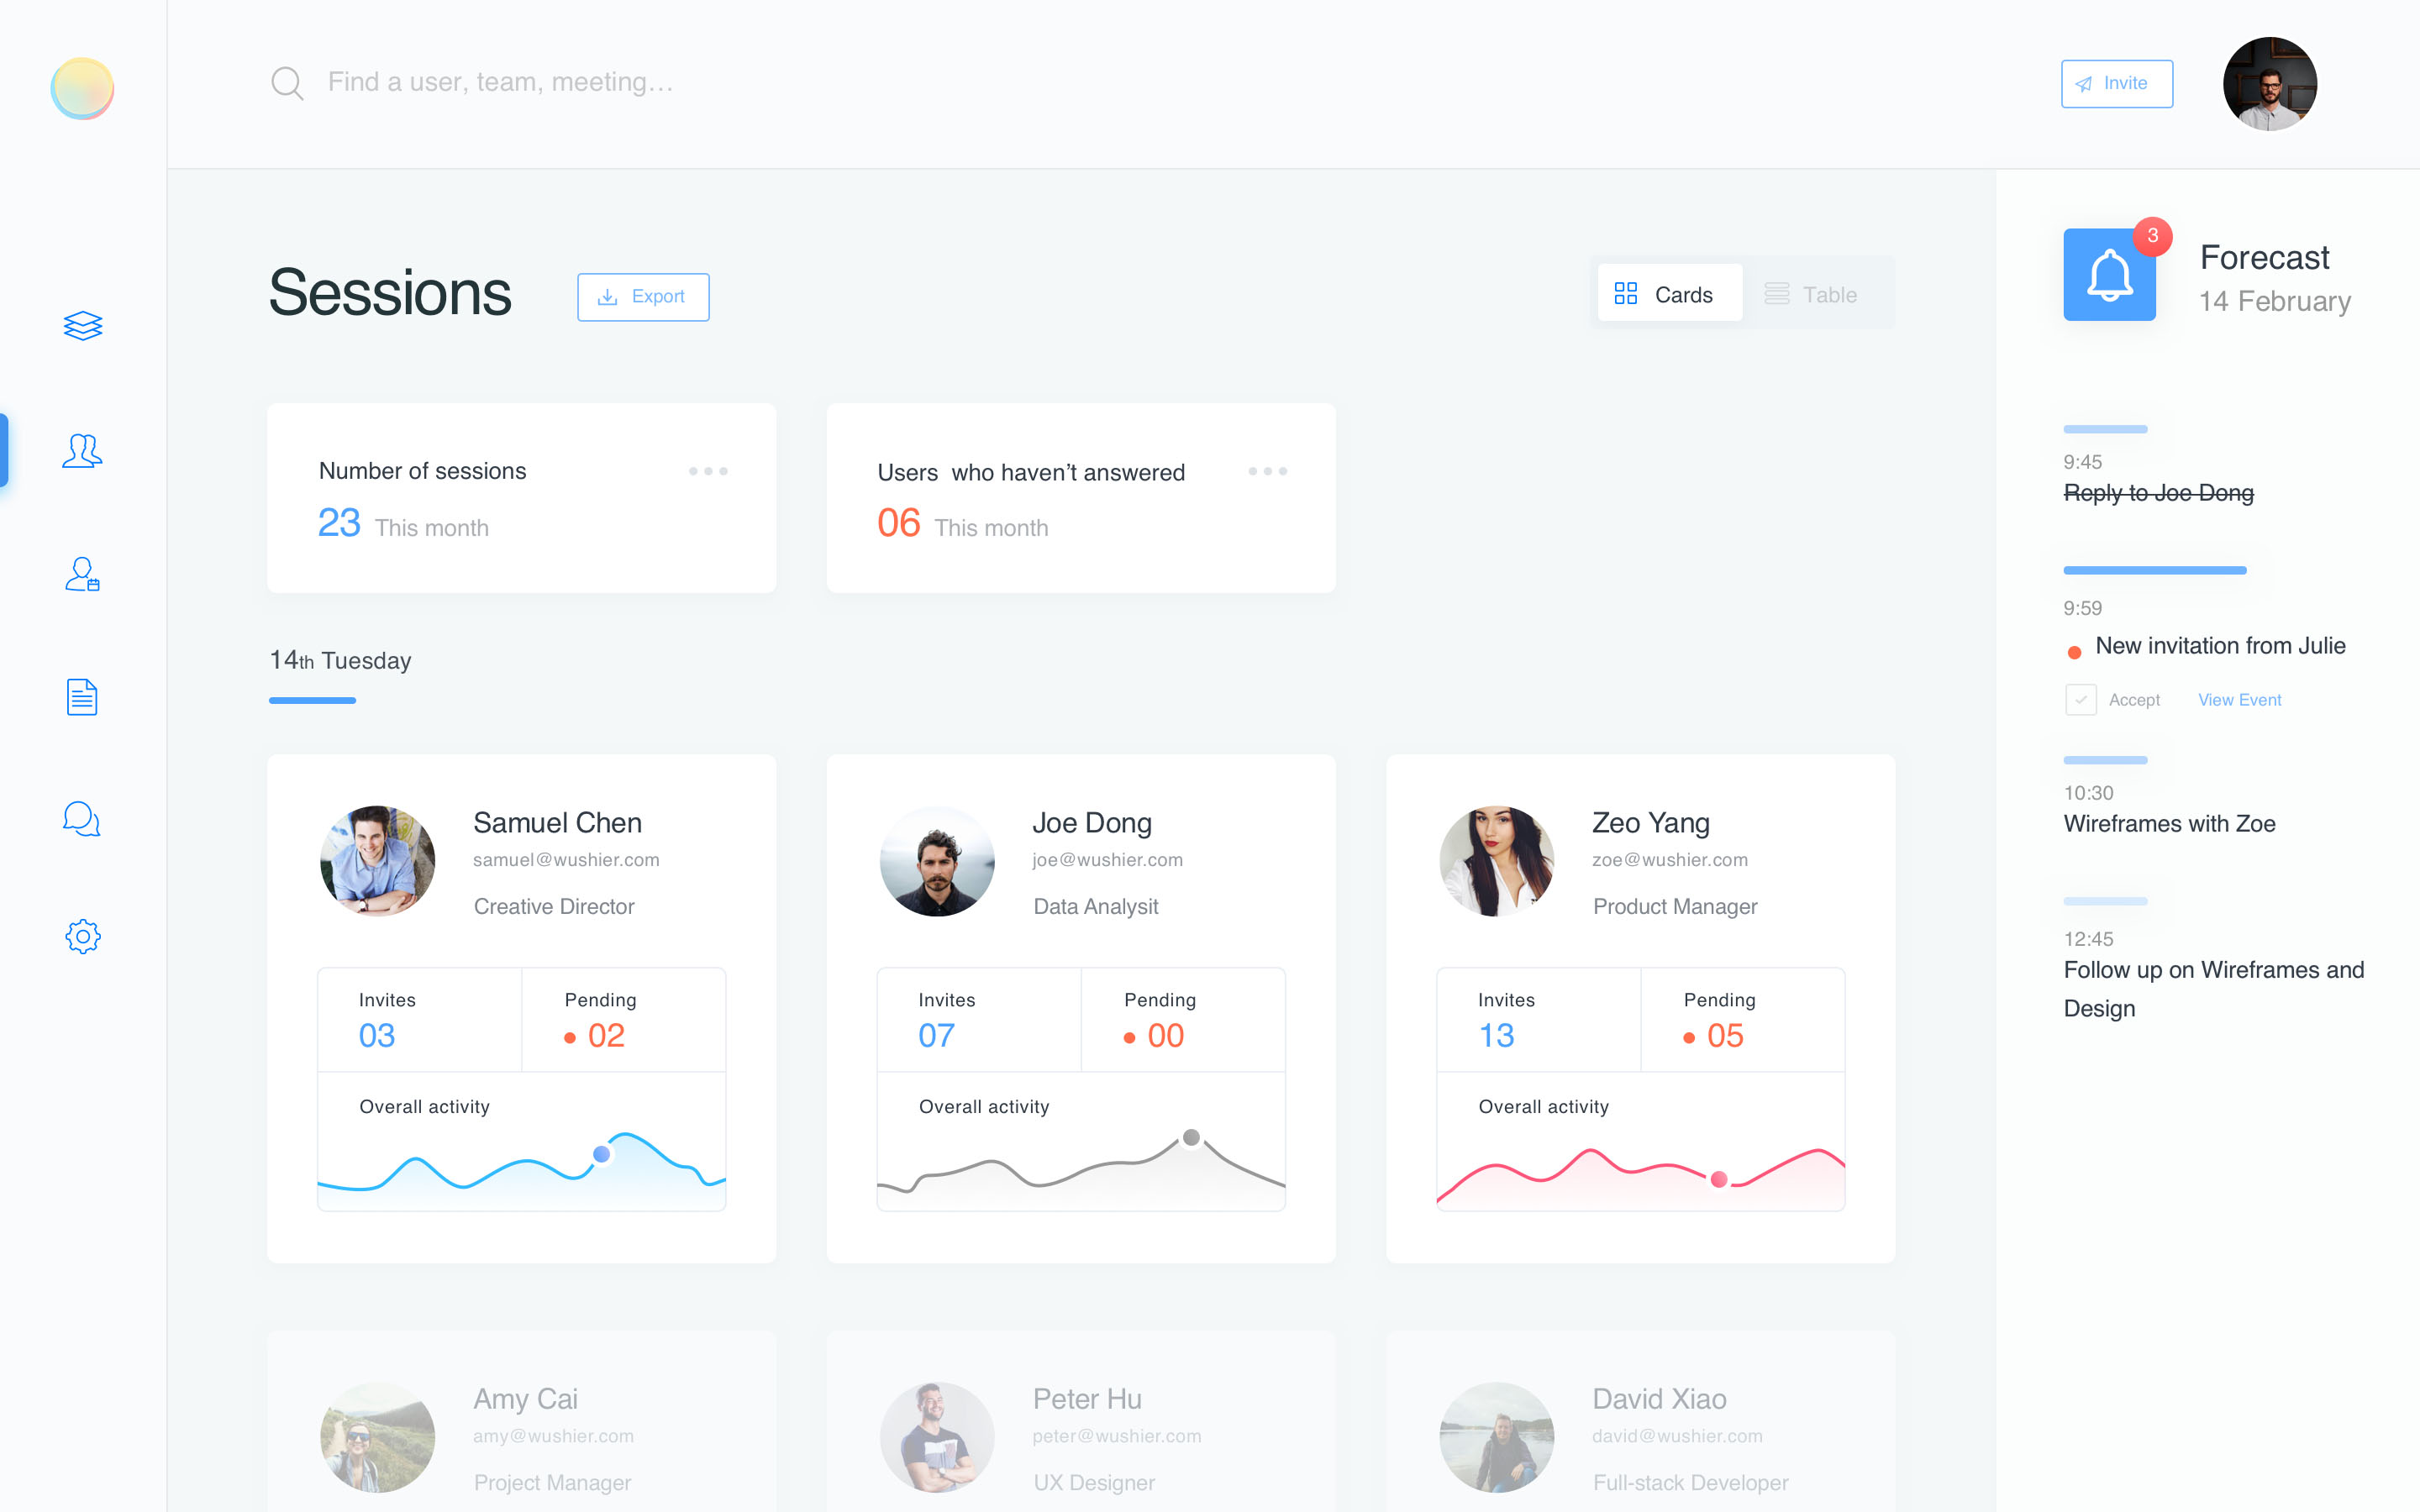 Find a user, team, meeting...
Invite
Sessions
Export
Cards
Table
Number of sessions
23 This month
Users who haven’t answered
06 This month
14th Tuesday
Samuel Chen
samuel@wushier.com
Creative Director
Invites
03
Pending
02
Overall activity
Joe Dong
joe@wushier.com
Data Analysit
Invites
07
Pending
00
Overall activity
Zeo Yang
zoe@wushier.com
Product Manager
Invites
13
Pending
05
Overall activity
Amy Cai
amy@wushier.com
Project Manager
Peter Hu
peter@wushier.com
UX Designer
David Xiao
david@wushier.com
Full-stack Developer
3
Forecast
14 February
9:45
Reply to Joe Dong
9:59
New invitation from Julie
Accept
View Event
10:30
Wireframes with Zoe
12:45
Follow up on Wireframes and
Design